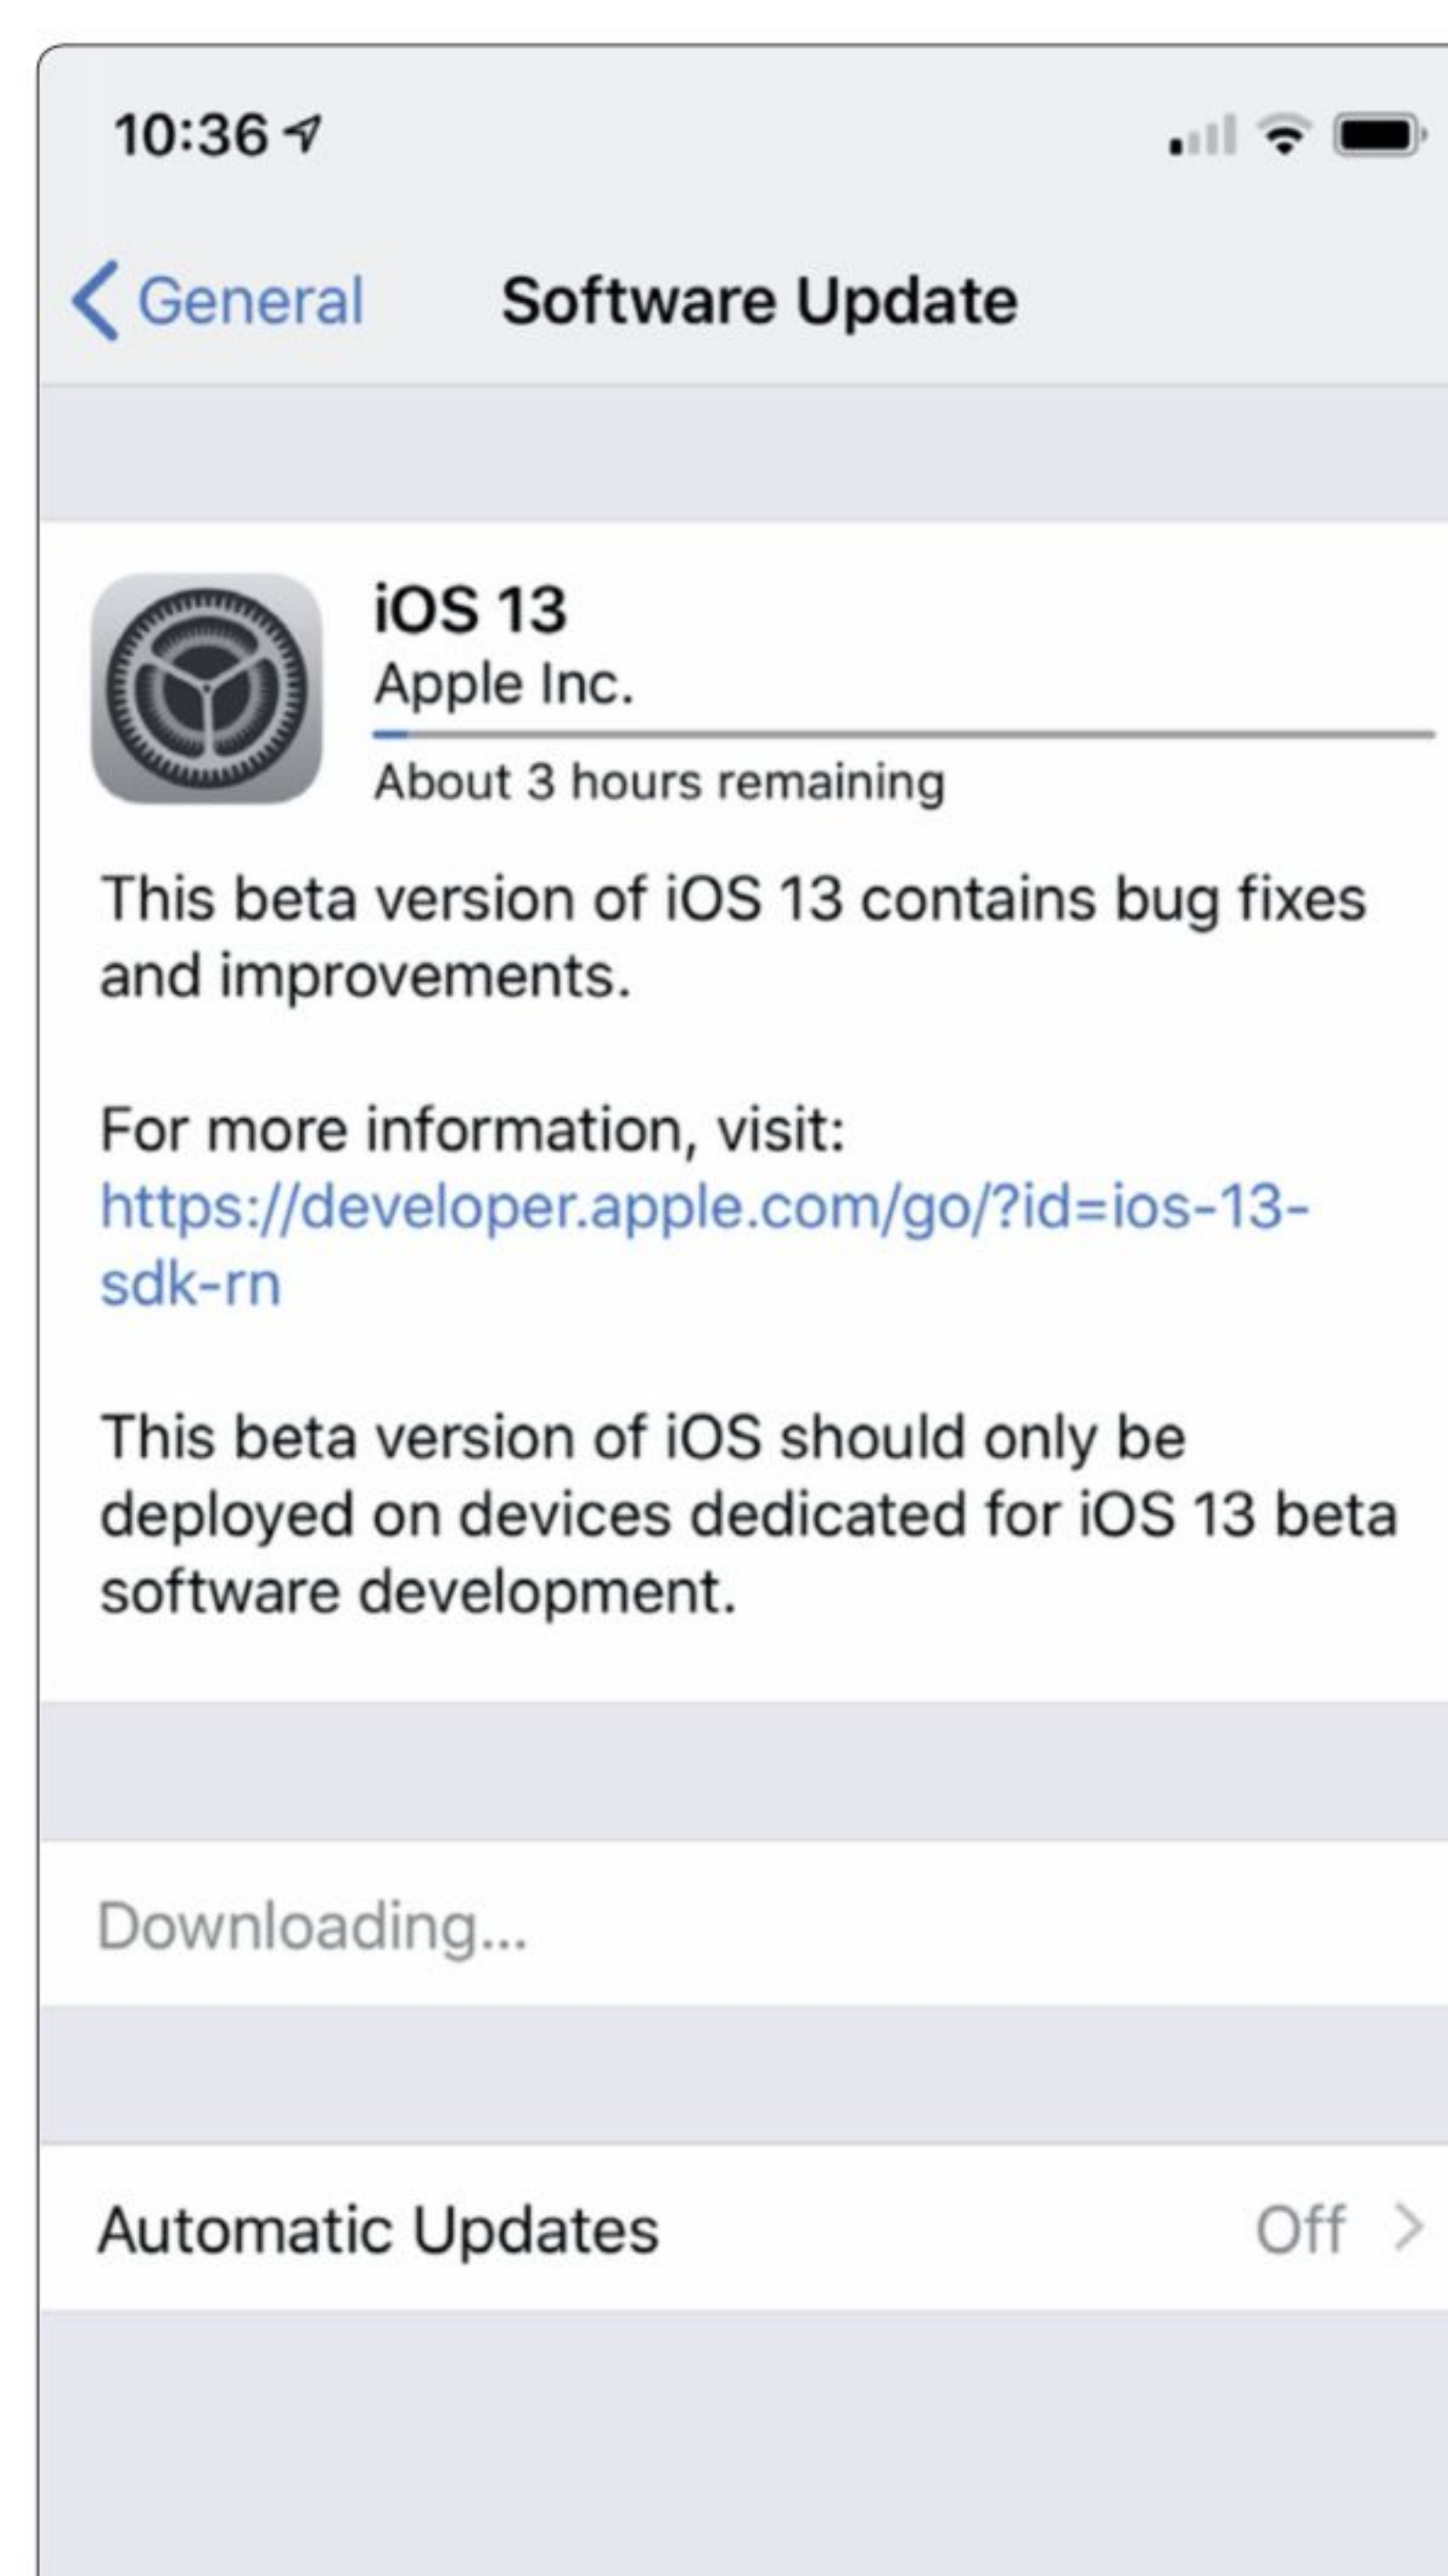 10:36
General Software Update
iOS 13
Apple Inc.
About 3 hours remaining
This beta version of iOS 13 contains bug fixes
and improvements.
For more information, visit:
https://developer.apple.com/go/?id=ios-13-
sdk-rn
This beta version of iOS should only be
deployed on devices dedicated for iOS 13 beta
software development.
Downloading...
Automatic Updates Off